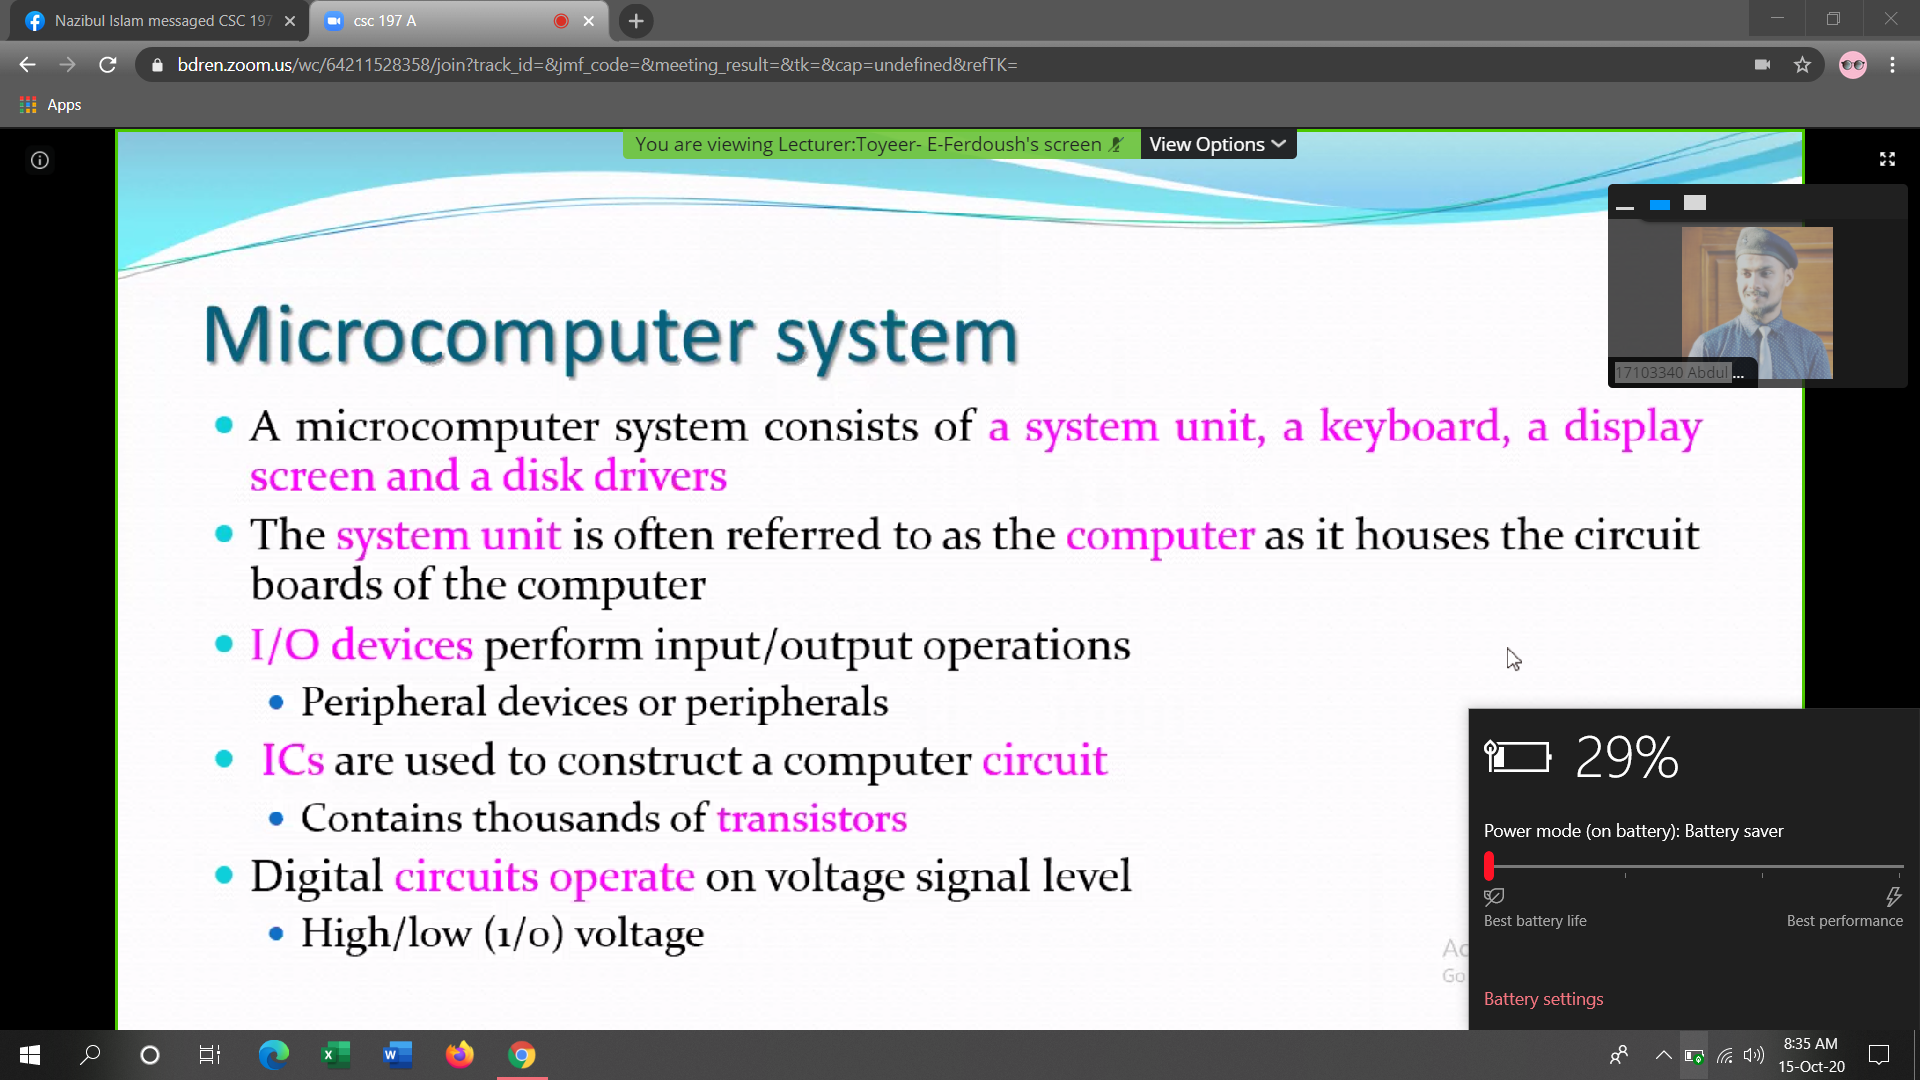 Nazibul Islam messaged CSC 197
csc 197 A
bdren.zoom.us/wc/64211528358/join?track_id=&jmf_code=&meeting_result=&tk=&cap=undefined&refTK=
Apps
You are viewing Lecturer:Toyeer- E-Ferdoush's screen
View Options
17103340 Abdul ...
Microcomputer system
A microcomputer system consists of a system unit, a keyboard, a display
screen and a disk drivers
The system unit is often referred to as the computer as it houses the circuit
boards of the computer
I/O devices perform input/output operations
Peripheral devices or peripherals
ICs are used to construct a computer circuit
Contains thousands of transistors
Digital circuits operate on voltage signal level
High/low (1/0) voltage
29%
Power mode (on battery): Battery saver
Best battery life
Best performance
Go
Battery settings
8:35 AM
15-Oct-20